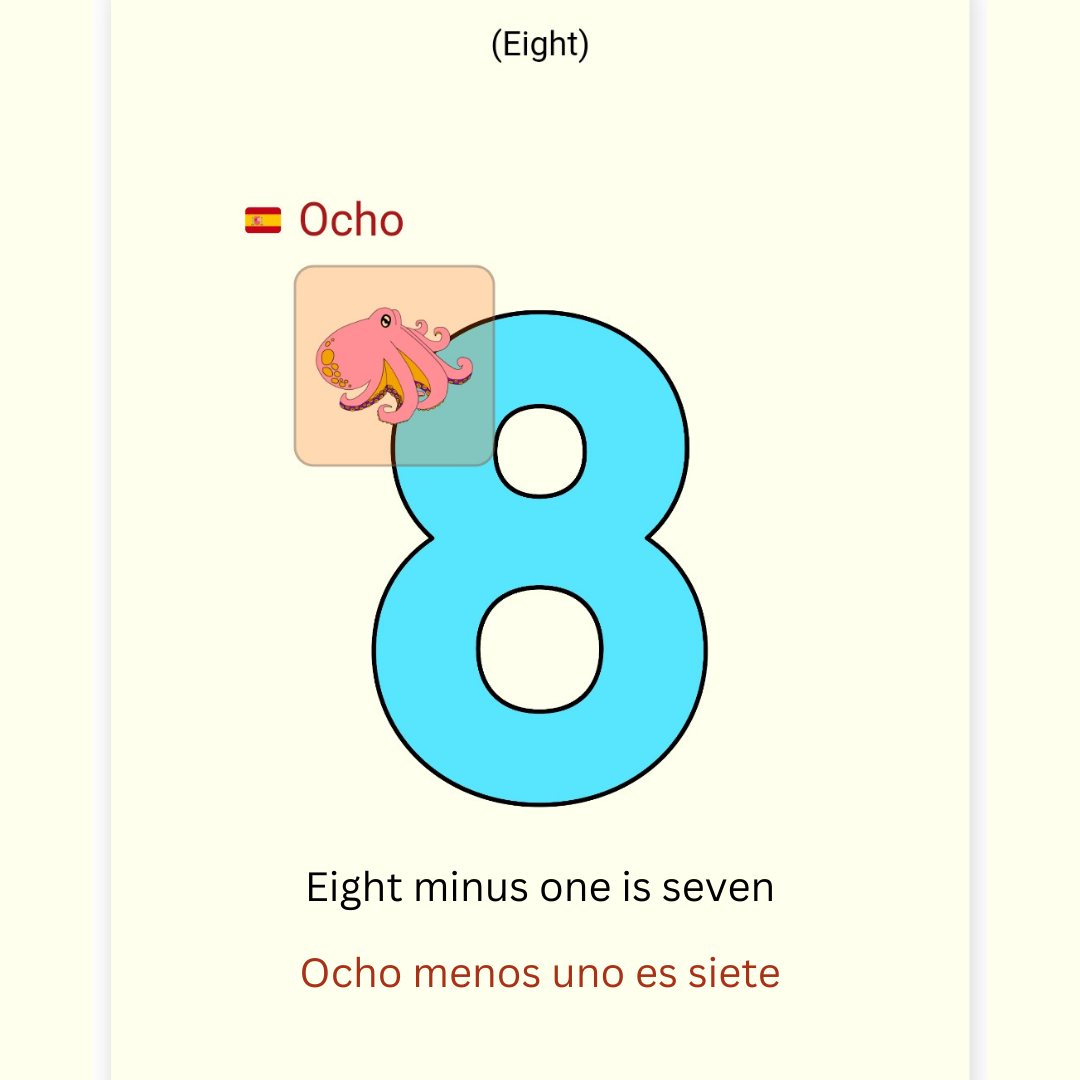 (Eight)
Ocho
8
Eight minus one is seven
Ocho menos uno es siete